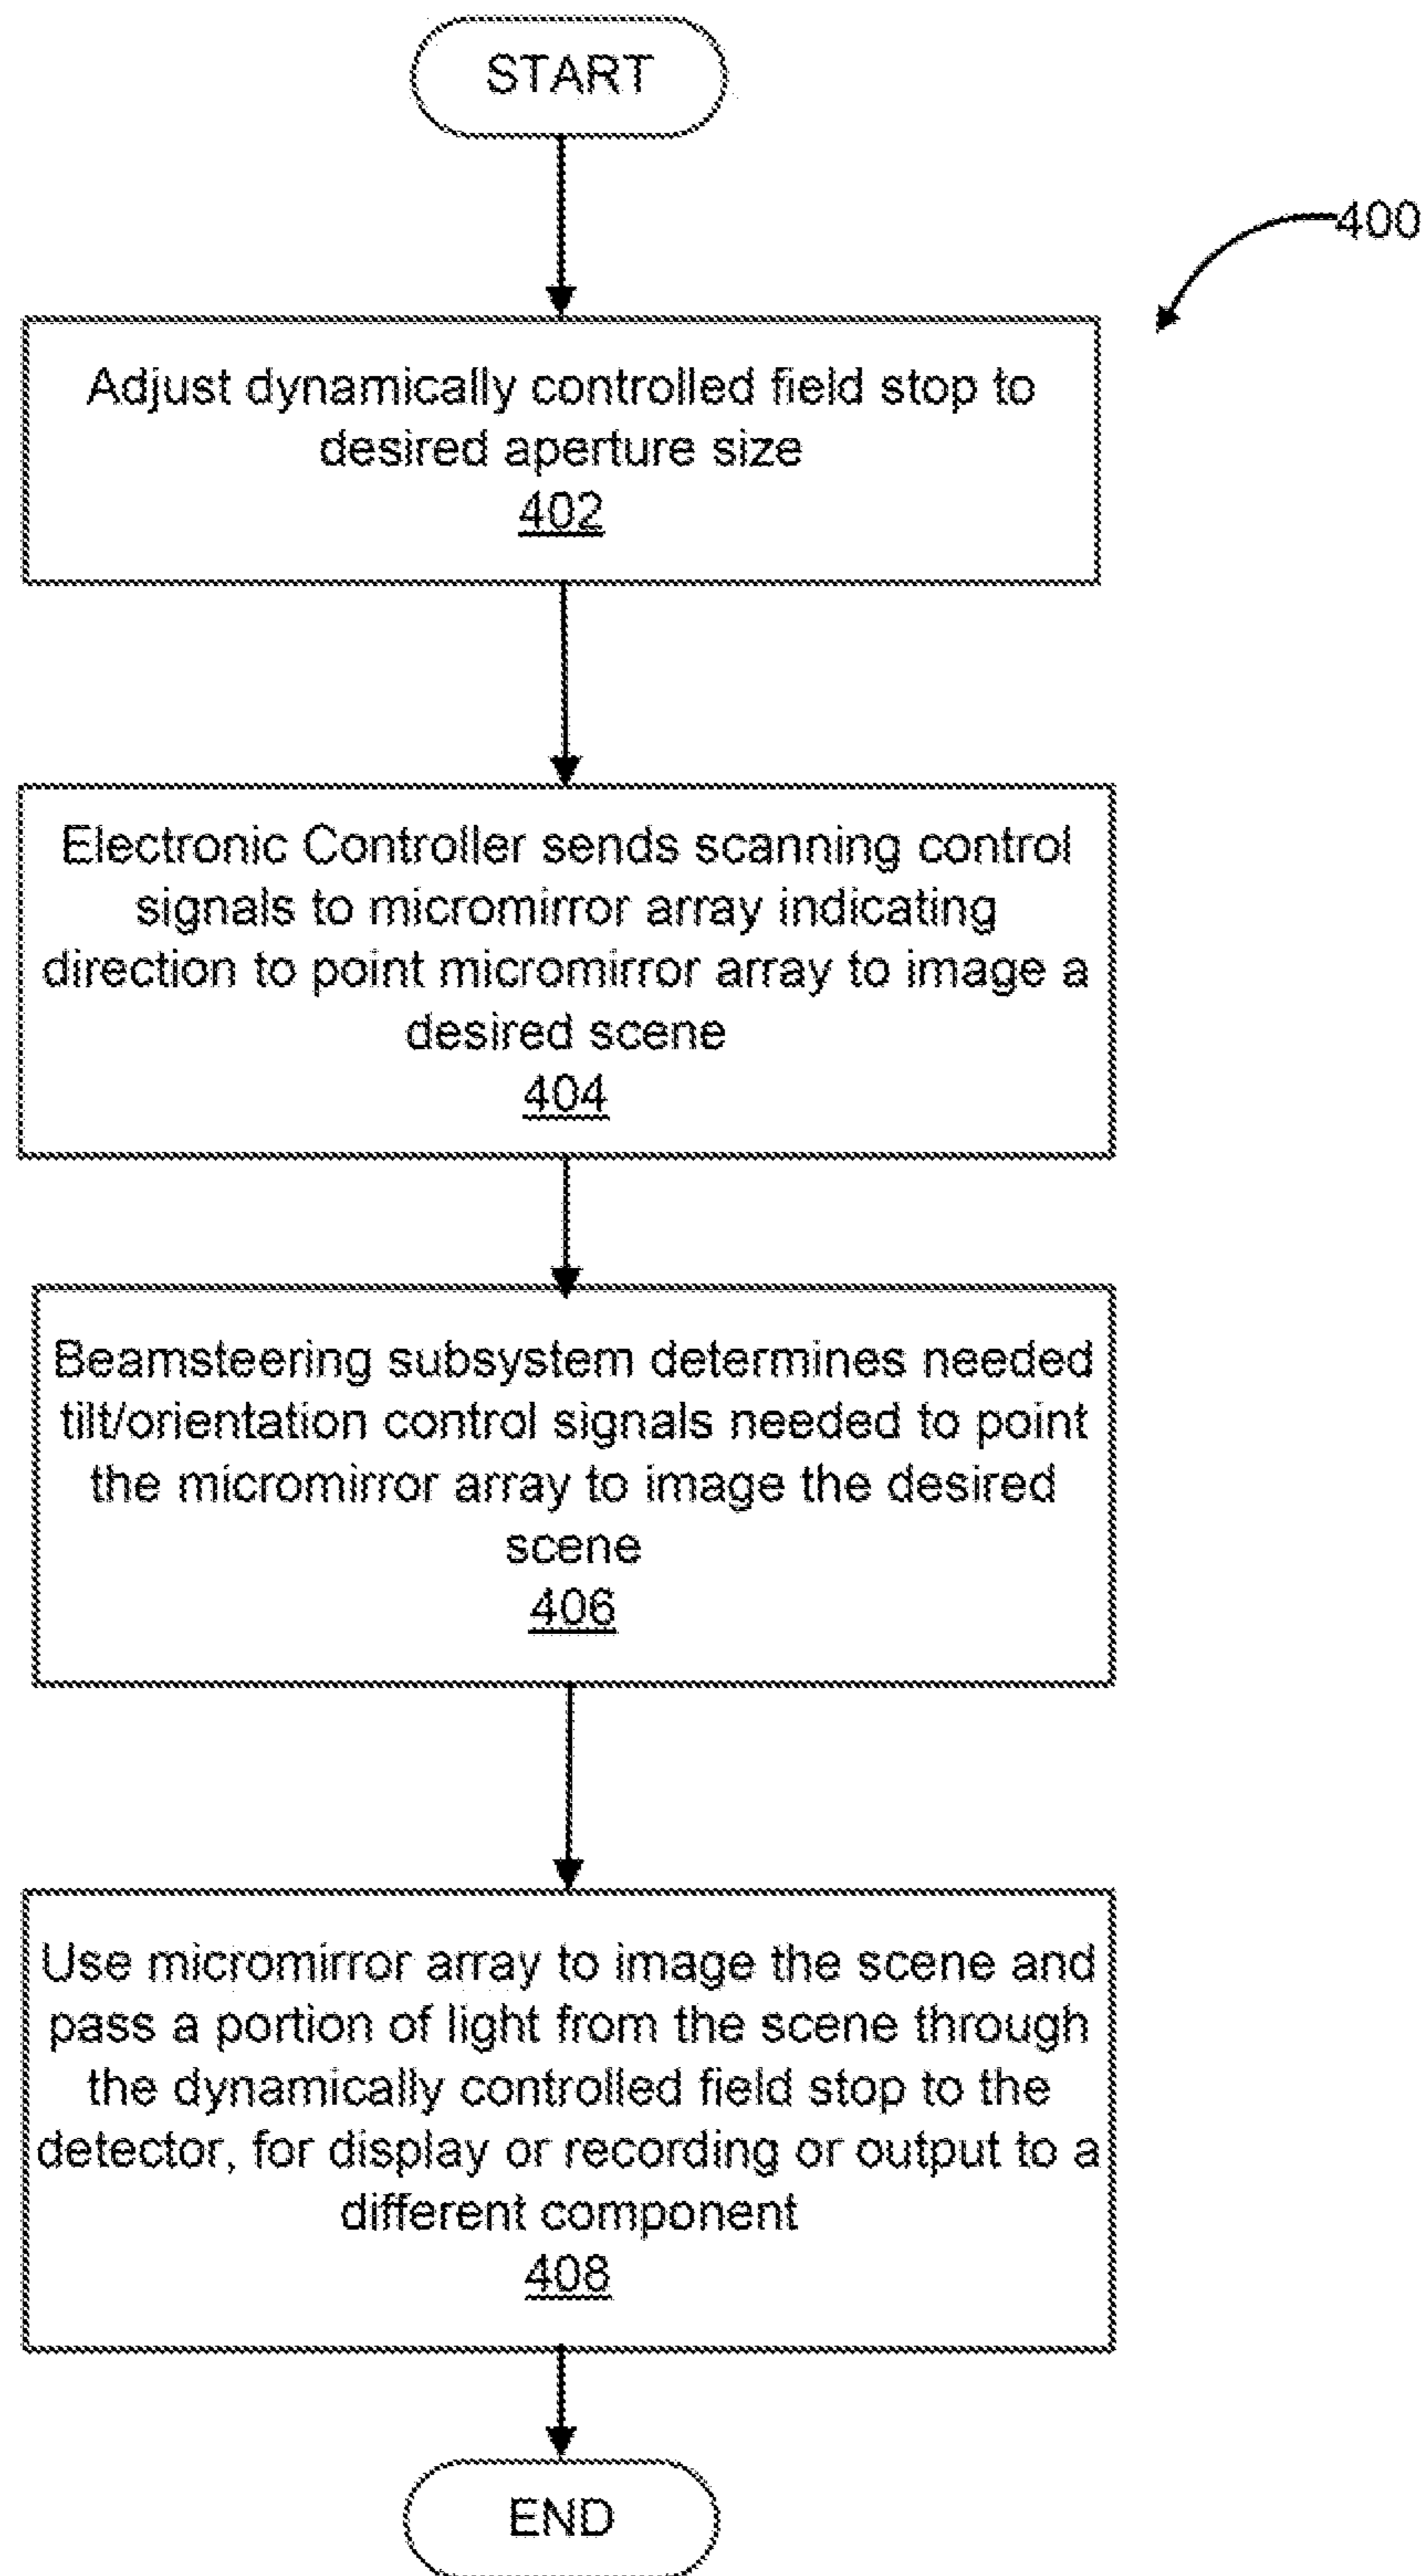 START
400
Adjust dynamically controlled field stop to
desired aperture size
402
Electronic Controller sends scanning control
signals to micromirror array indicating
direction to point micromirror array to image a
desired scene
404
Beamsteering subsystem determines needed
tilt/orientation control signals needed to point
the micromirror array to image the desired
scene
406
Use micromirror array to image the scene and
pass a portion of light from the scene through
the dynamically controlled field stop to the
detector, for display or recording or output to a
different component
408
END